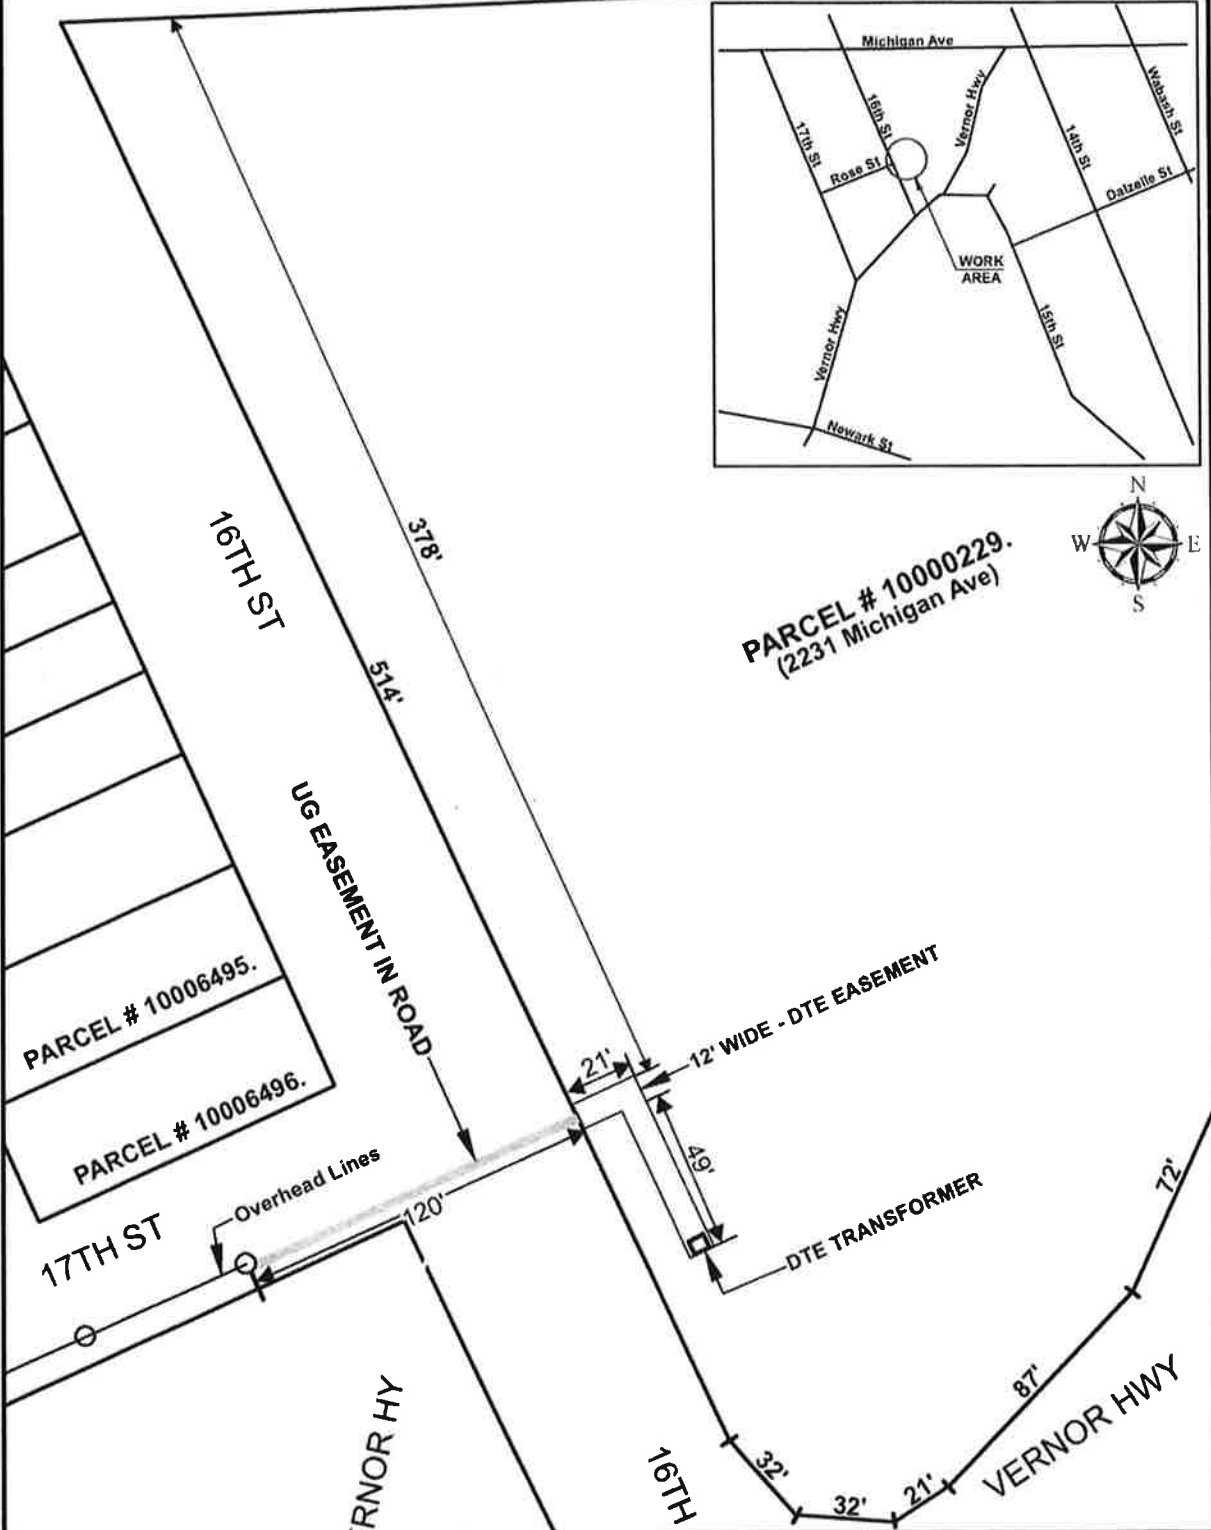 Michigan Ave
Wabash St
Vernor Hwy
16th St
14th St
17th St
Rose St
Dalzelle St
WORK
AREA
15th St
Vernor Hwy
Newark St
N
W
E
S
378'
16TH ST
PARCEL # 10000229.
(2231 Michigan Ave)
514'
UG EASEMENT IN ROAD
PARCEL # 10006495.
12' WIDE - DTE EASEMENT
21'
PARCEL # 10006496.
49'
72'
Overhead Lines
120'
17TH ST
DTE TRANSFORMER
87'
VERNOR HWY
RNOR HY
16TH
32'
32'
21'